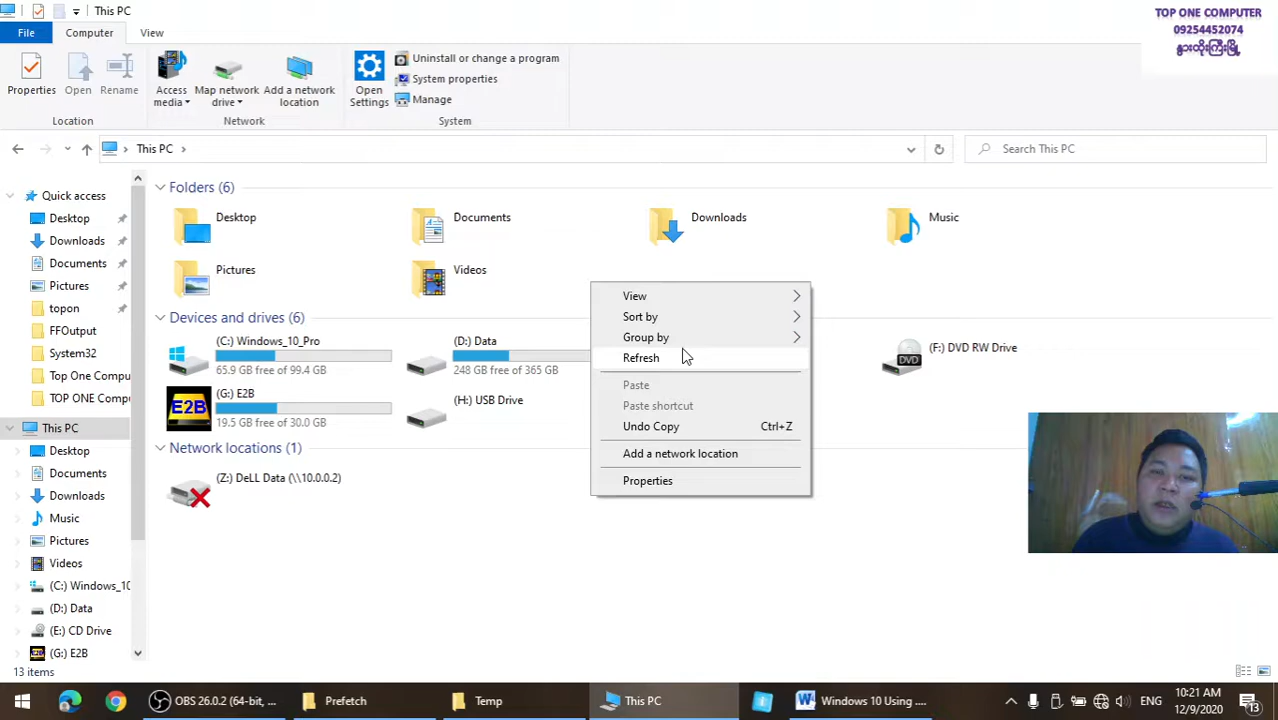 This PC
TOP ONE COMPUTER
09254452074
နွားထိုးကြီးမြို့
File
Computer
View
Properties
Open
Rename
Access media
Map network drive
Add a network location
Open Settings
Uninstall or change a program
System properties
Manage
Location
Network
System
This PC
Search This PC
Quick access
Desktop
Downloads
Documents
Pictures
topon
FFOutput
System32
Top One Compu
TOP ONE Compu
This PC
Desktop
Documents
Downloads
Music
Pictures
Videos
(C:) Windows_10
(D:) Data
(E:) CD Drive
(G:) E2B
Folders (6)
Desktop
Documents
Downloads
Music
Pictures
Videos
Devices and drives (6)
(C:) Windows_10_Pro
65.9 GB free of 99.4 GB
(D:) Data
248 GB free of 365 GB
DVD
(F:) DVD RW Drive
E2B
(G:) E2B
19.5 GB free of 30.0 GB
(H:) USB Drive
Network locations (1)
(Z:) DeLL Data (\\10.0.0.2)
View
Sort by
Group by
Refresh
Paste
Paste shortcut
Undo Copy Ctrl+Z
Add a network location
Properties
13 items
OBS 26.0.2 (64-bit, ...
Prefetch
Temp
This PC
Windows 10 Using ....
ENG
10:21 AM
12/9/2020
13